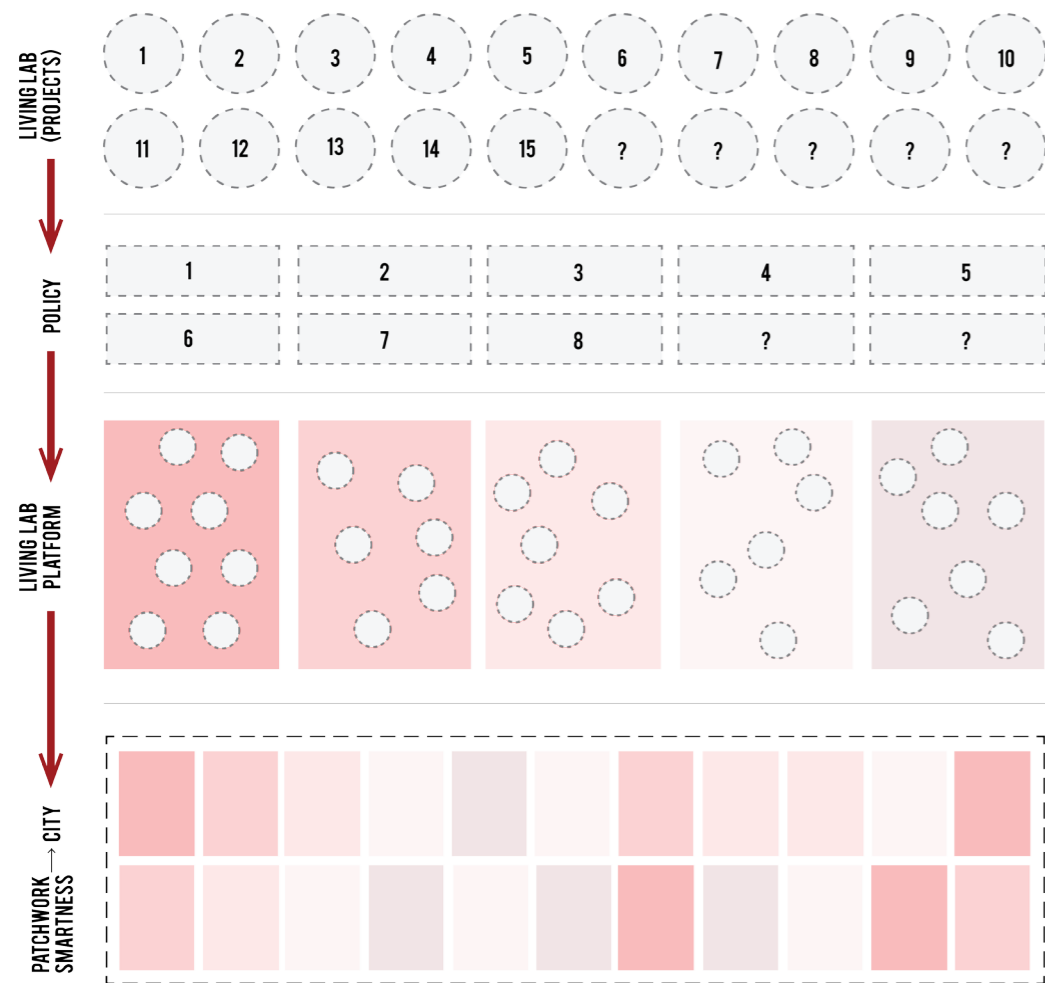 LIVING LAB
(PROJECTS)
1 2 3 4 5 6 7 8 9 10
11 12 13 14 15 ? ? ? ? ?
POLICY
1 2 3 4 5
6 7 8 ? ?
LIVING LAB
PLATFORM
PATCHWORK → CITY
SMARTNESS